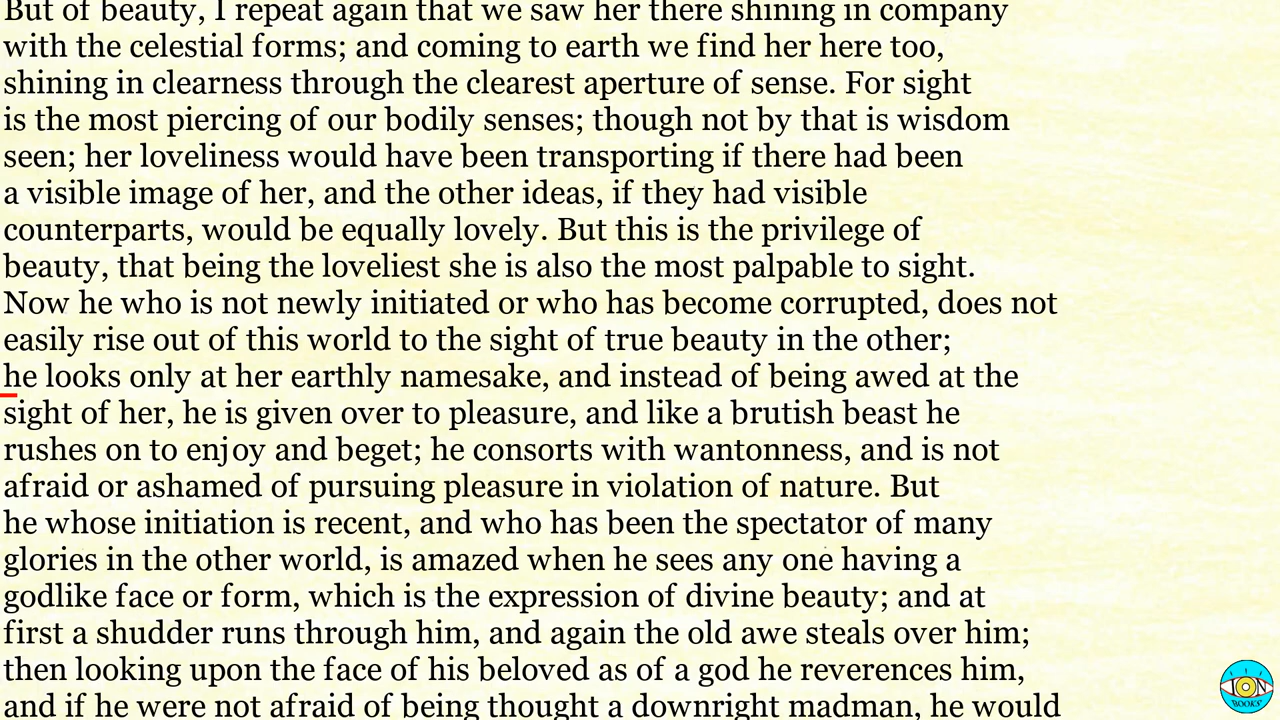 But of beauty, I repeat again that we saw her there shining in company
with the celestial forms; and coming to earth we find her here too,
shining in clearness through the clearest aperture of sense. For sight
is the most piercing of our bodily senses; though not by that is wisdom
seen; her loveliness would have been transporting if there had been
a visible image of her, and the other ideas, if they had visible
counterparts, would be equally lovely. But this is the privilege of
beauty, that being the loveliest she is also the most palpable to sight.
Now he who is not newly initiated or who has become corrupted, does not
easily rise out of this world to the sight of true beauty in the other;
he looks only at her earthly namesake, and instead of being awed at the
sight of her, he is given over to pleasure, and like a brutish beast he
rushes on to enjoy and beget; he consorts with wantonness, and is not
afraid or ashamed of pursuing pleasure in violation of nature. But
he whose initiation is recent, and who has been the spectator of many
glories in the other world, is amazed when he sees any one having a
godlike face or form, which is the expression of divine beauty; and at
first a shudder runs through him, and again the old awe steals over him;
then looking upon the face of his beloved as of a god he reverences him,
and if he were not afraid of being thought a downright madman, he would
ION
BOOKS